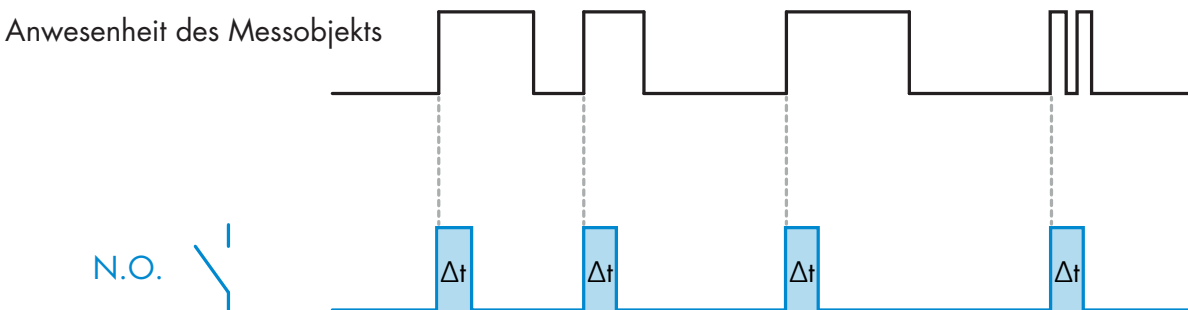 Anwesenheit des Messobjekts
N.O.
Δt Δt Δt Δt